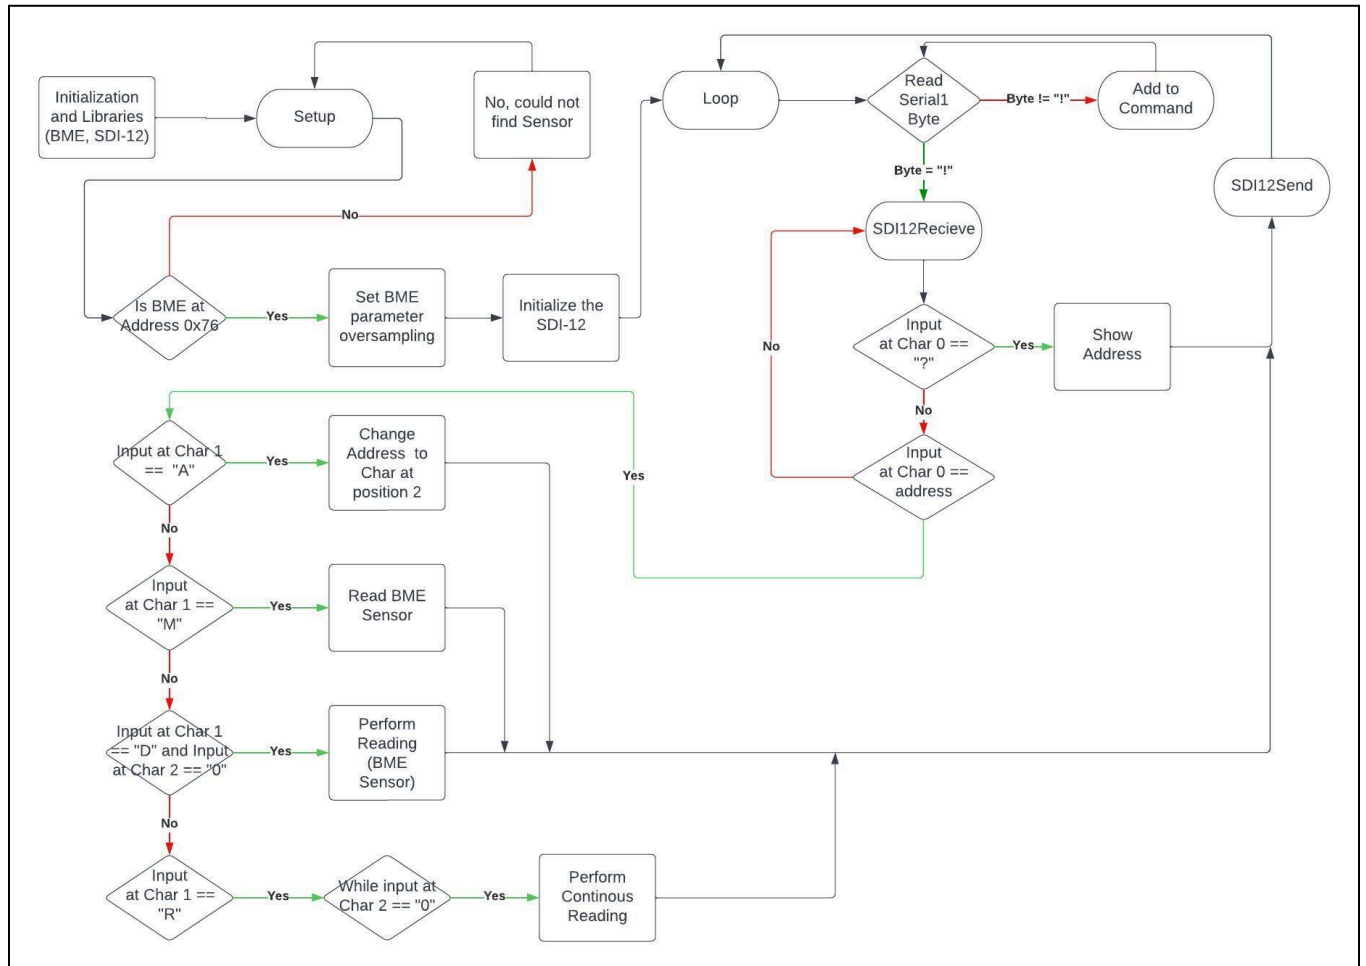 Initialization
and Libraries
(BME, SDI-12)
Setup
No, could not
find Sensor
No
Is BME at
Address 0x76
Yes
Set BME
parameter
oversampling
Initialize the
SDI-12
Loop
Read
Serial1
Byte
Byte != "!"
Add to
Command
Byte = "!"
SDI12Send
SDI12Recieve
Input
at Char 0 ==
"?"
Yes
Show
Address
No
No
Input
at Char 0 ==
address
Yes
Input at Char 1
== "A"
Yes
Change
Address to
Char at
position 2
No
Input
at Char 1 ==
"M"
Yes
Read BME
Sensor
No
Input at Char 1
== "D" and Input
at Char 2 == "0"
Yes
Perform
Reading
(BME
Sensor)
No
Input
at Char 1 ==
"R"
Yes
While input at
Char 2 == "0"
Yes
Perform
Continous
Reading